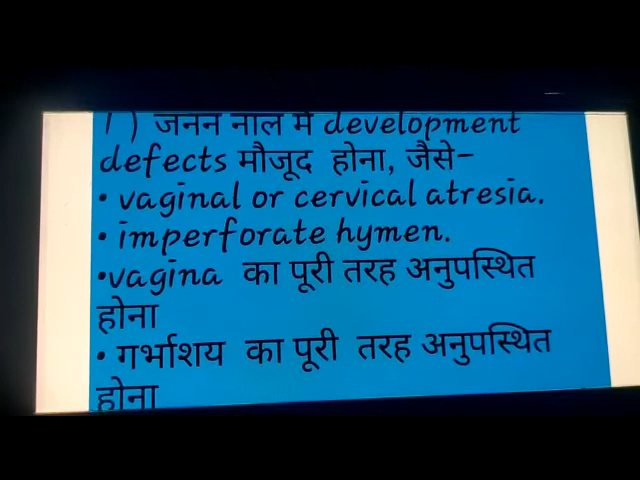 1) जनन नाल में development
defects मौजूद होना, जैसे-
• vaginal or cervical atresia.
• imperforate hymen.
•vagina का पूरी तरह अनुपस्थित
होना
• गर्भाशय का पूरी तरह अनुपस्थित
होना